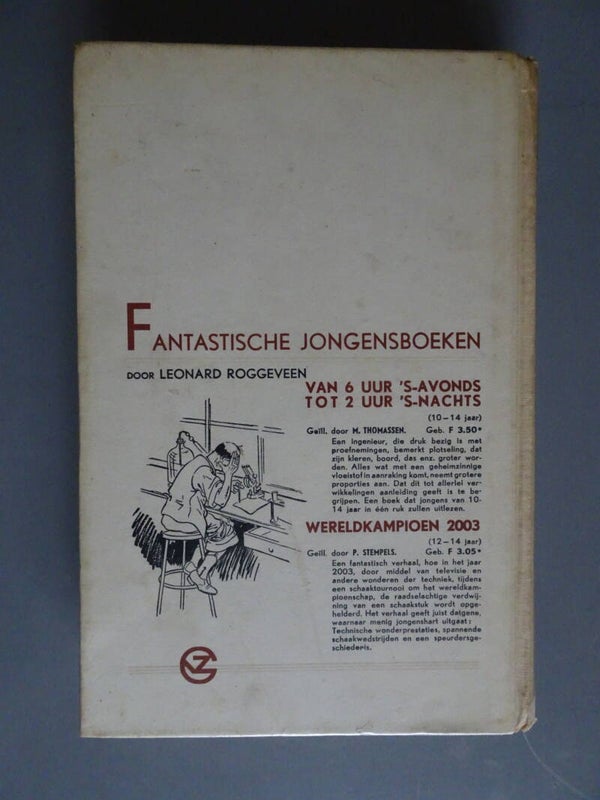 FANTASTISCHE JONGENSBOEKEN
DOOR LEONARD ROGGEVEEN
VAN 6 UUR 'S-AVONDS
TOT 2 UUR 'S-NACHTS
(10-14 jaar)
Geïll. door M. THOMASSEN. Geb. F 3.50*
Een ingenieur, die druk bezig is met
proefnemingen, bemerkt plotseling, dat
zijn kleren, boord, das enz. groter wor-
den. Alles wat met een geheimzinnige
vloeistof in aanraking komt, neemt grotere
proporties aan. Dat dit tot allerlei ver-
wikkelingen aanleiding geeft is te be-
grijpen. Een boek dat jongens van 10-
14 jaar in één ruk zullen uitlezen.
WERELDKAMPIOEN 2003
(12-14 jaar)
Geïll. door P. STEMPELS. Geb. F 3.05*
Een fantastisch verhaal, hoe in het jaar
2003, door middel van televisie en
andere wonderen der techniek, tijdens
een schaaktournooi om het wereldkam-
pioenschap, de raadselachtige verdwij-
ning van een schaakstuk wordt opge-
helderd. Het verhaal geeft juist datgene,
waarnaar menig jongenshart uitgaat:
Technische wonderprestaties, spannende
schaakwedstrijden en een speurdersge-
schiedenis.